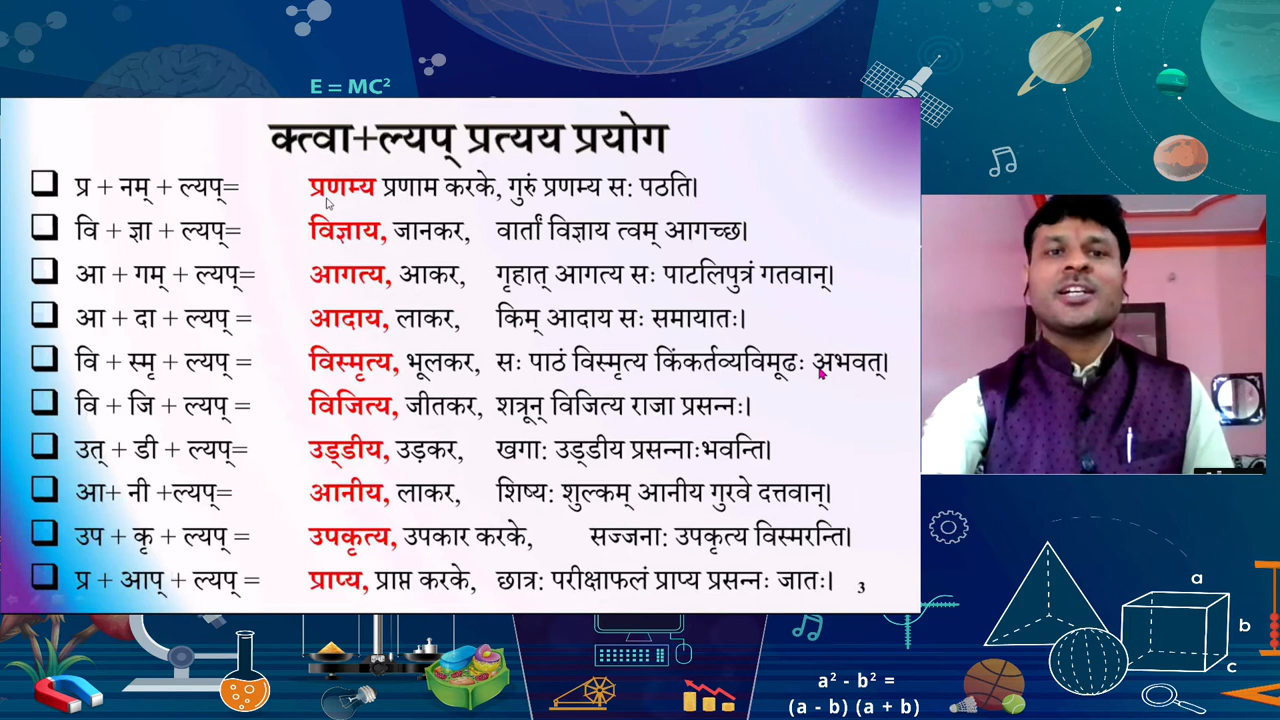 E = MC²
क्त्वा+ल्यप् प्रत्यय प्रयोग
प्र + नम् + ल्यप्= प्रणम्य प्रणाम करके, गुरुं प्रणम्य स: पठति।
वि + ज्ञा + ल्यप्= विज्ञाय, जानकर, वार्तां विज्ञाय त्वम् आगच्छ।
आ + गम् + ल्यप्= आगत्य, आकर, गृहात् आगत्य सः पाटलिपुत्रं गतवान्।
आ + दा + ल्यप् = आदाय, लाकर, किम् आदाय सः समायातः।
वि + स्मृ + ल्यप् = विस्मृत्य, भूलकर, सः पाठं विस्मृत्य किंकर्तव्यविमूढः अभवत्।
वि + जि + ल्यप् = विजित्य, जीतकर, शत्रून् विजित्य राजा प्रसन्नः।
उत् + डी + ल्यप्= उड्डीय, उड़कर, खगा: उड्डीय प्रसन्नाःभवन्ति।
आ+ नी +ल्यप्= आनीय, लाकर, शिष्य: शुल्कम् आनीय गुरवे दत्तवान्।
उप + कृ + ल्यप् = उपकृत्य, उपकार करके, सज्जना: उपकृत्य विस्मरन्ति।
प्र + आप् + ल्यप् = प्राप्य, प्राप्त करके, छात्र: परीक्षाफलं प्राप्य प्रसन्नः जातः।
3
a
b
c
a² - b² =
(a - b) (a + b)